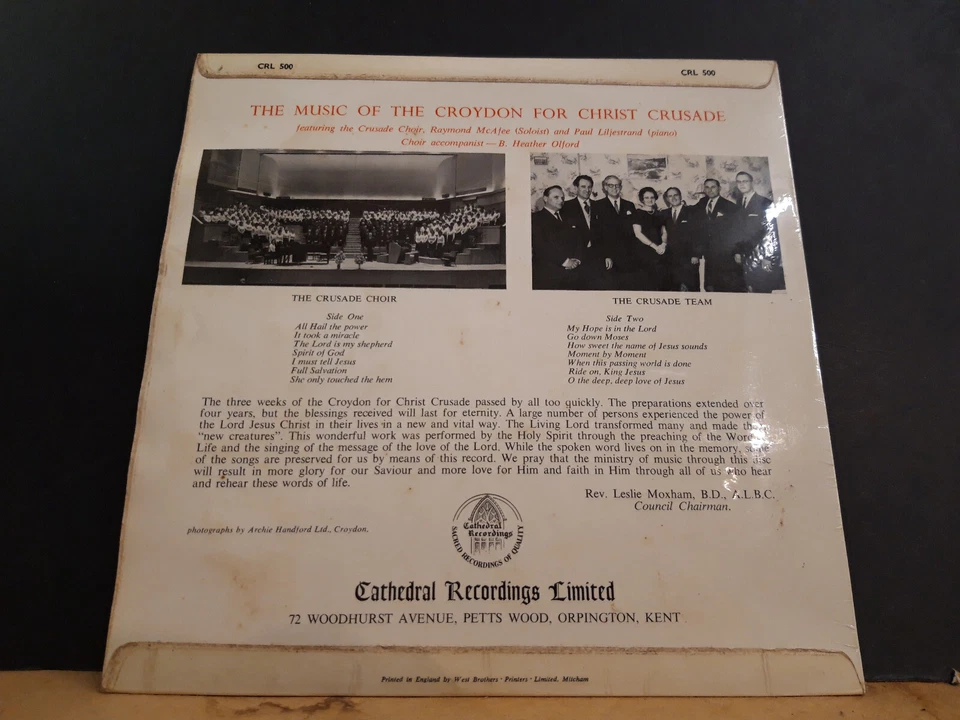 CRL 500
CRL 500
THE MUSIC OF THE CROYDON FOR CHRIST CRUSADE
featuring the Crusade Choir, Raymond McAfee (Soloist) and Paul Liljestrand (piano)
Choir accompanist — B. Heather Olford
THE CRUSADE CHOIR
Side One
All Hail the power
It took a miracle
The Lord is my shepherd
Spirit of God
I must tell Jesus
Full Salvation
She only touched the hem
THE CRUSADE TEAM
Side Two
My Hope is in the Lord
Go down Moses
How sweet the name of Jesus sounds
Moment by Moment
When this passing world is done
Ride on, King Jesus
O the deep, deep love of Jesus
The three weeks of the Croydon for Christ Crusade passed by all too quickly. The preparations extended over
four years, but the blessings received will last for eternity. A large number of persons experienced the power of
the Lord Jesus Christ in their lives in a new and vital way. The Living Lord transformed many and made them
"new creatures". This wonderful work was performed by the Holy Spirit through the preaching of the Word of
Life and the singing of the message of the love of the Lord. While the spoken word lives on in the memory, some
of the songs are preserved for us by means of this record. We pray that the ministry of music through this disc
will result in more glory for our Saviour and more love for Him and faith in Him through all of us who hear
and rehear these words of life.
Rev. Leslie Moxham, B.D., A.L.B.C.
Council Chairman.
photographs by Archie Handford Ltd., Croydon.
Cathedral
Recordings
SACRED RECORDINGS OF QUALITY
Cathedral Recordings Limited
72 WOODHURST AVENUE, PETTS WOOD, ORPINGTON, KENT
Printed in England by West Brothers · Printers · Limited, Mitcham